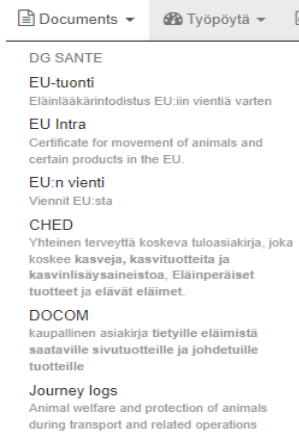 Documents Työpöytä
DG SANTE
EU-tuonti
Eläinlääkärintodistus EU:iin vientiä varten
EU Intra
Certificate for movement of animals and
certain products in the EU.
EU:n vienti
Viennit EU:sta
CHED
Yhteinen terveyttä koskeva tuloasiakirja, joka
koskee kasveja, kasvituotteita ja
kasvinlisäysaineistoa, Eläinperäiset
tuotteet ja elävät eläimet.
DOCOM
kaupallinen asiakirja tietyille eläimistä
saataville sivutuotteille ja johdetuille
tuotteille
Journey logs
Animal welfare and protection of animals
during transport and related operations